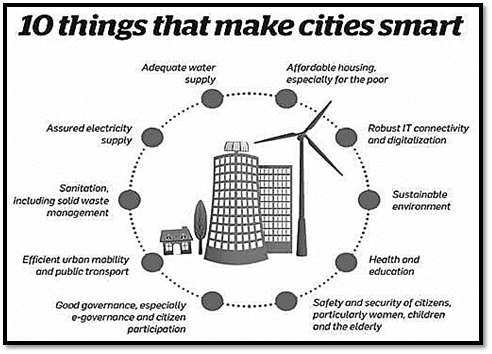 10 things that make cities smart
Adequate water
supply
Affordable housing,
especially for the poor
Assured electricity
supply
Robust IT connectivity
and digitalization
Sanitation,
including solid waste
management
Sustainable
environment
Efficient urban mobility
and public transport
Health and
education
Good governance, especially
e-governance and citizen
participation
Safety and security of citizens,
particularly women, children
and the elderly